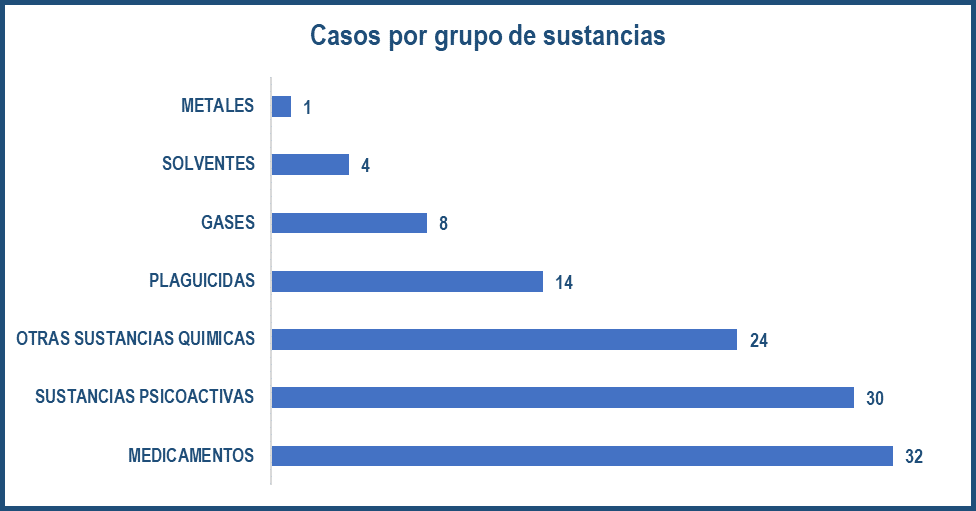 Casos por grupo de sustancias
METALES 1
SOLVENTES 4
GASES 8
PLAGUICIDAS 14
OTRAS SUSTANCIAS QUIMICAS 24
SUSTANCIAS PSICOACTIVAS 30
MEDICAMENTOS 32